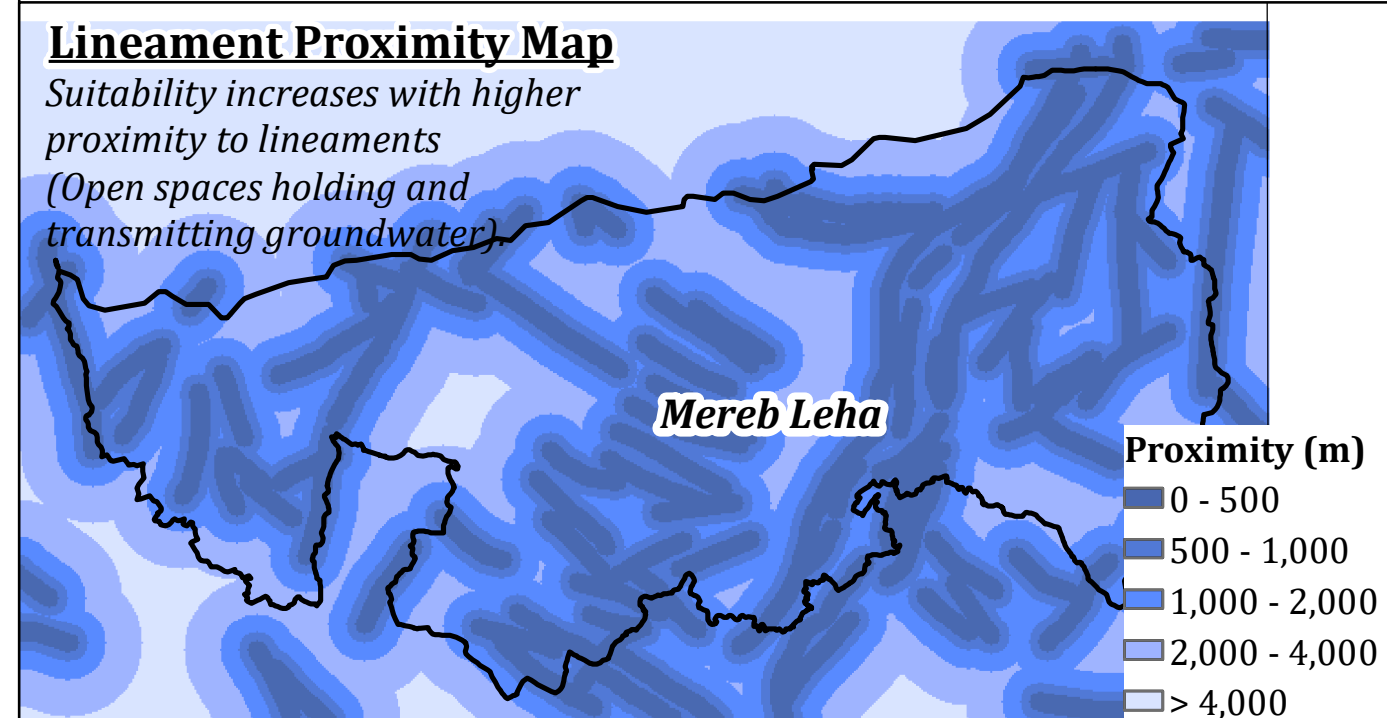 Lineament Proximity Map
Suitability increases with higher
proximity to lineaments
(Open spaces holding and
transmitting groundwater).
Mereb Leha
Proximity (m)
0 - 500
500 - 1,000
1,000 - 2,000
2,000 - 4,000
> 4,000